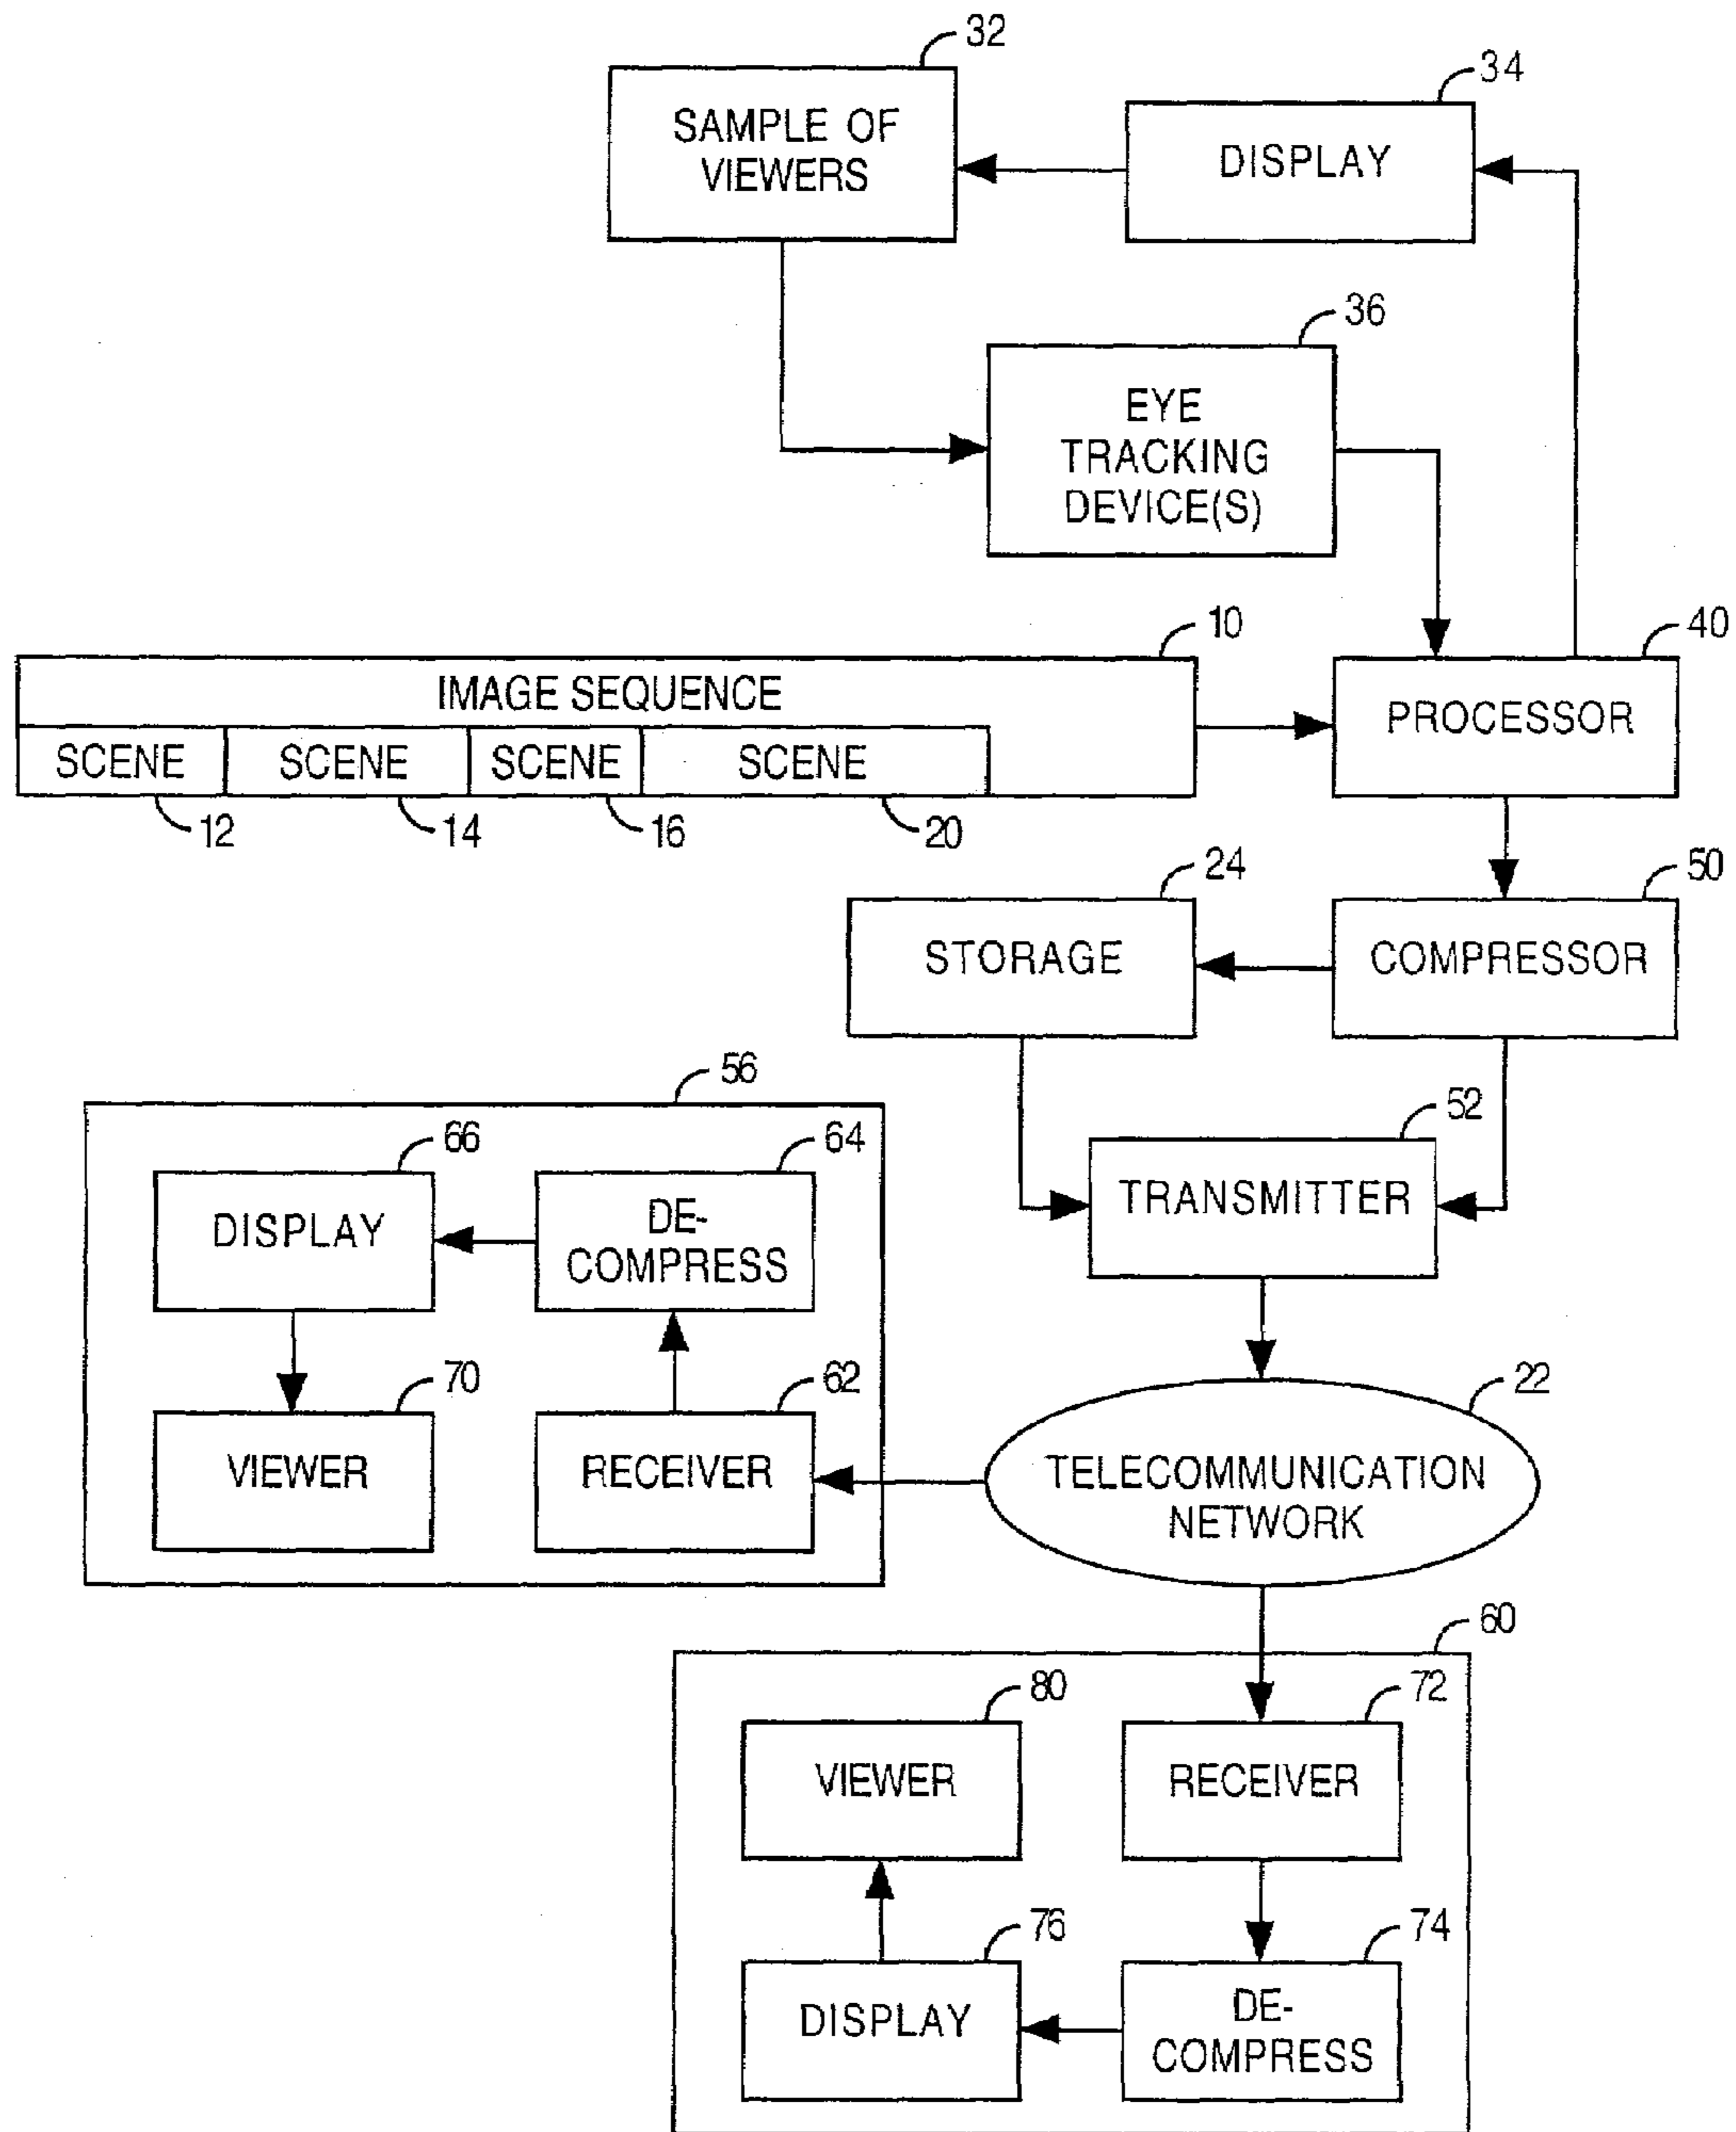 32
34
SAMPLE OF
VIEWERS
DISPLAY
36
EYE
TRACKING
DEVICE(S)
10
40
IMAGE SEQUENCE
PROCESSOR
SCENE
SCENE
SCENE
SCENE
12
14
16
20
24
50
STORAGE
COMPRESSOR
56
52
66
64
TRANSMITTER
DISPLAY
DE-
COMPRESS
70
62
22
VIEWER
RECEIVER
TELECOMMUNICATION
NETWORK
60
80
72
VIEWER
RECEIVER
76
74
DISPLAY
DE-
COMPRESS